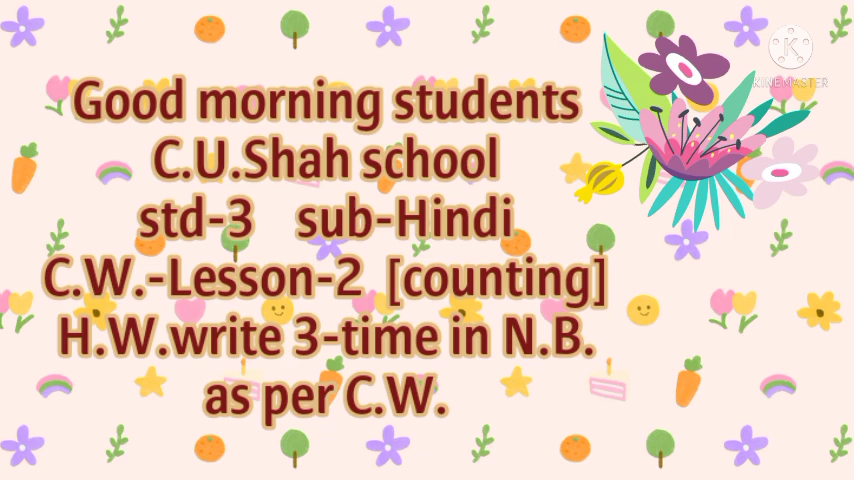 Good morning students
C.U.Shah school
std-3 sub-Hindi
C.W.-Lesson-2 [counting]
H.W.write 3-time in N.B.
as per C.W.
K
KINEMASTER